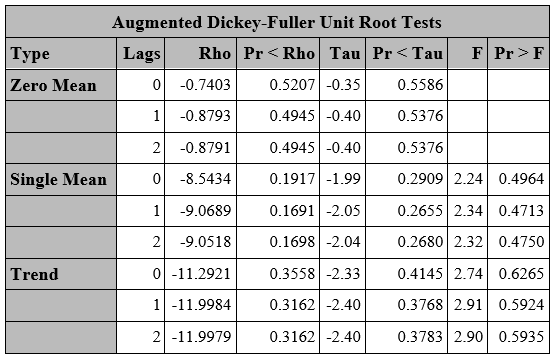 Augmented Dickey-Fuller Unit Root Tests
Type Lags Rho Pr < Rho Tau Pr < Tau F Pr > F
Zero Mean 0 -0.7403 0.5207 -0.35 0.5586
1 -0.8793 0.4945 -0.40 0.5376
2 -0.8791 0.4945 -0.40 0.5376
Single Mean 0 -8.5434 0.1917 -1.99 0.2909 2.24 0.4964
1 -9.0689 0.1691 -2.05 0.2655 2.34 0.4713
2 -9.0518 0.1698 -2.04 0.2680 2.32 0.4750
Trend 0 -11.2921 0.3558 -2.33 0.4145 2.74 0.6265
1 -11.9984 0.3162 -2.40 0.3768 2.91 0.5924
2 -11.9979 0.3162 -2.40 0.3783 2.90 0.5935